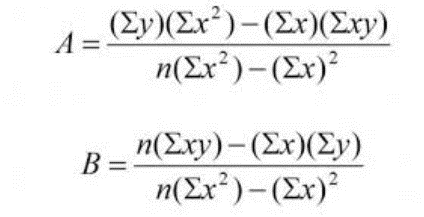 A = (Σy)(Σx²) – (Σx)(Σxy) / n(Σx²) – (Σx)²
B = n(Σxy) – (Σx)(Σy) / n(Σx²) – (Σx)²